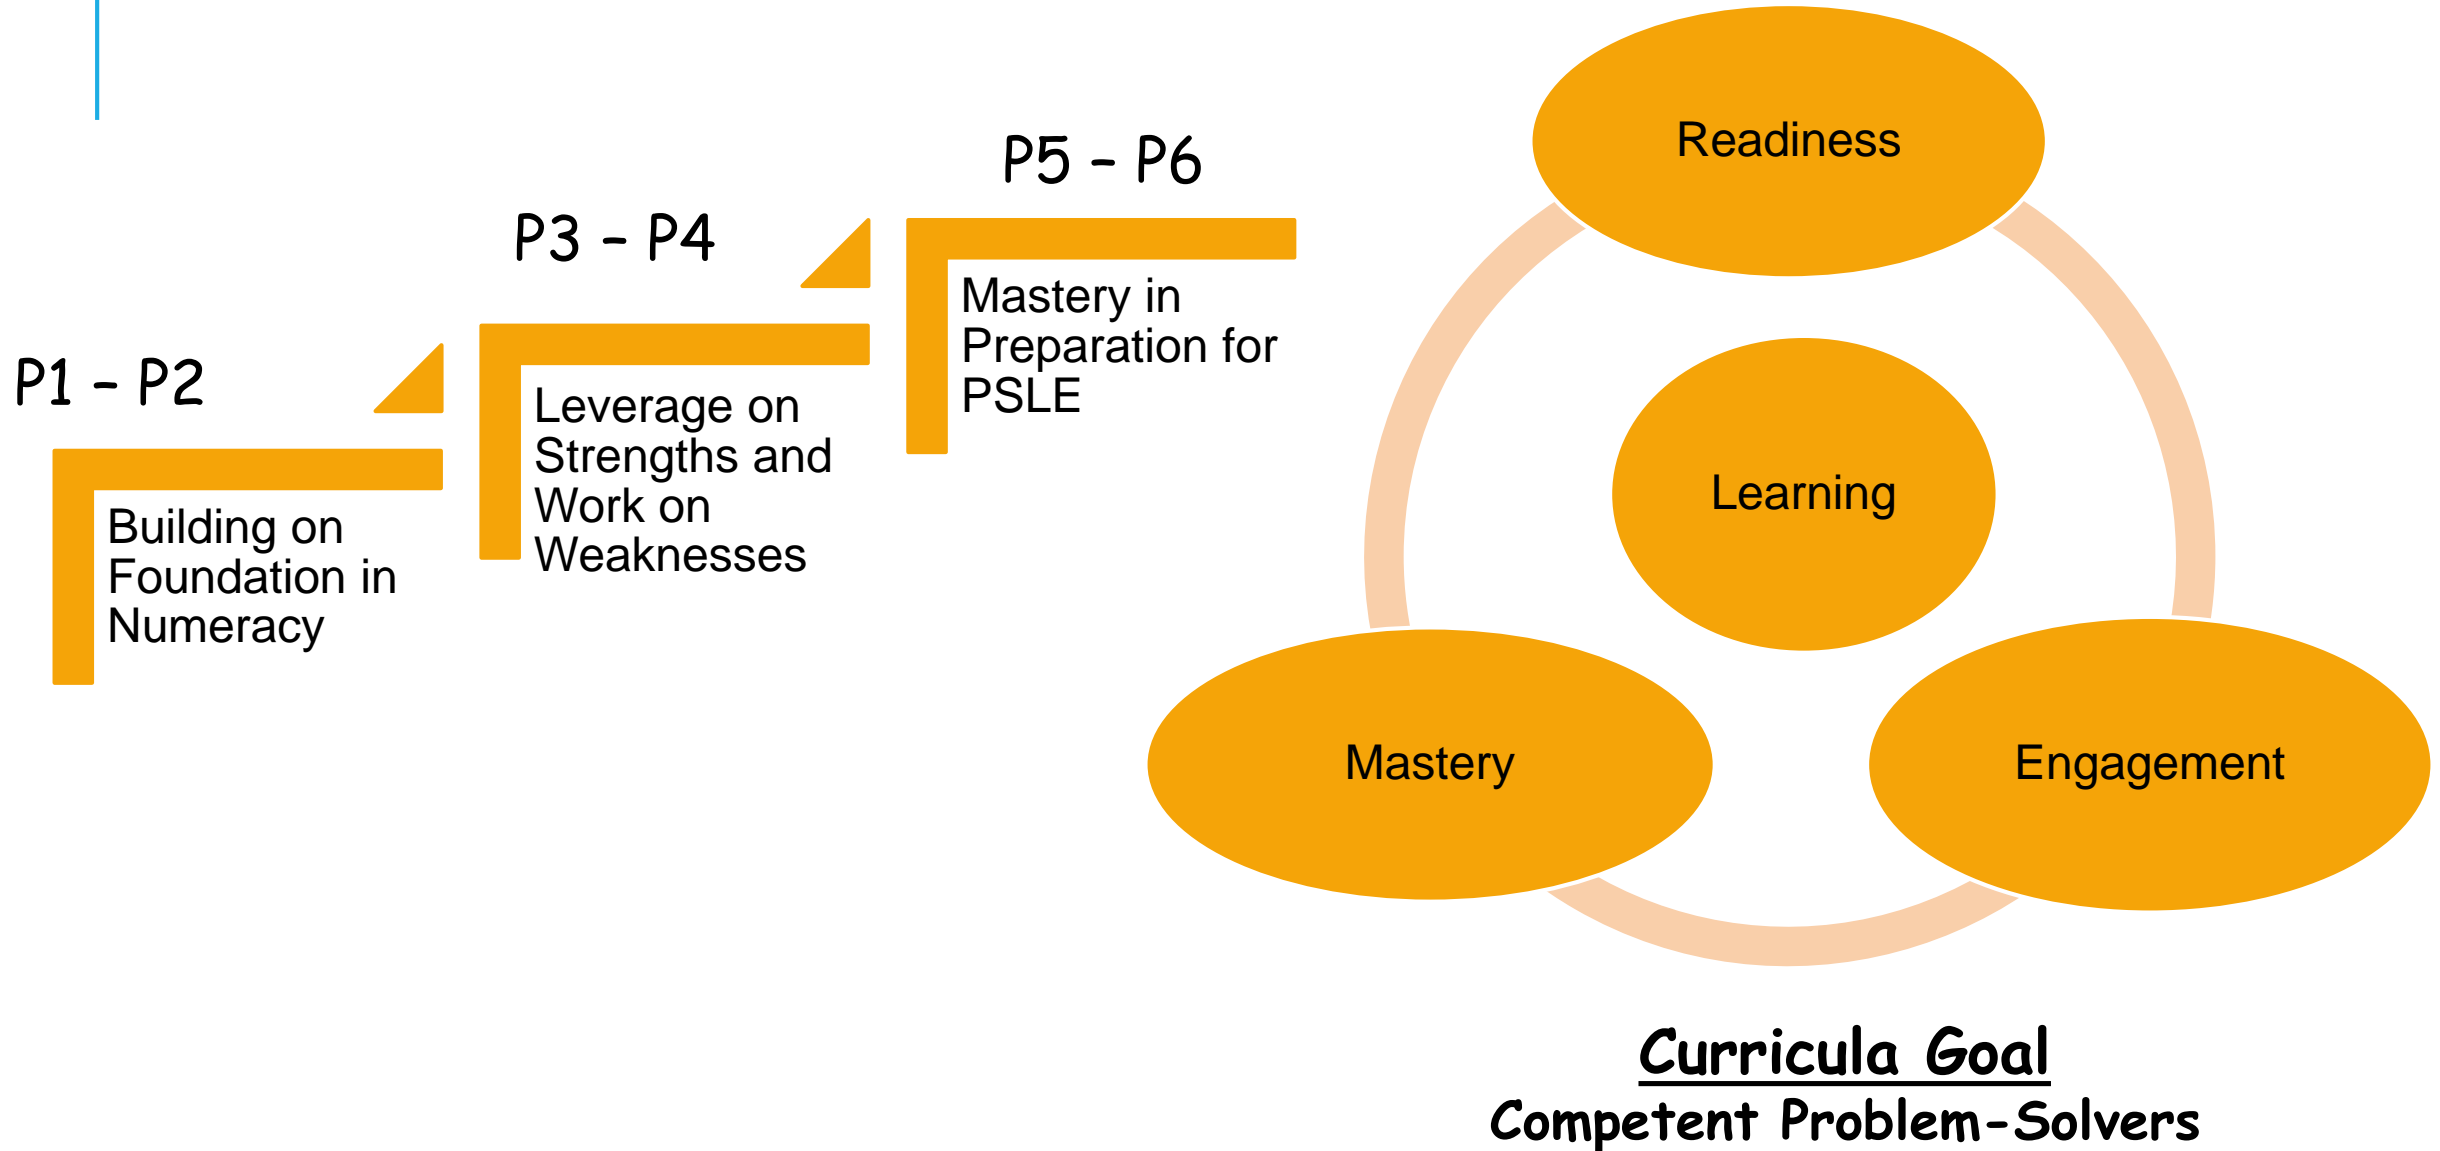 P1 – P2
Building on
Foundation in
Numeracy
P3 – P4
Leverage on
Strengths and
Work on
Weaknesses
P5 – P6
Mastery in
Preparation for
PSLE
Readiness
Learning
Mastery
Engagement
Curricula Goal
Competent Problem-Solvers